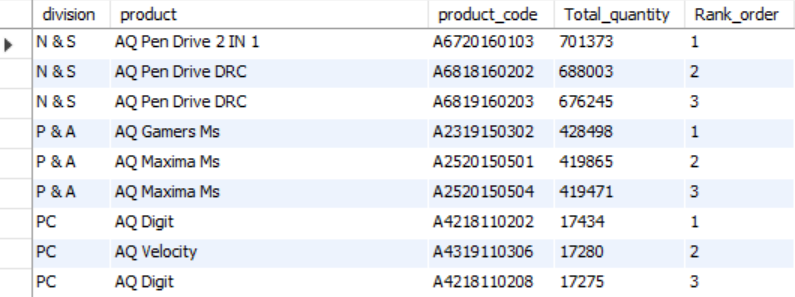 division product product_code Total_quantity Rank_order
N & S AQ Pen Drive 2 IN 1 A6720160103 701373 1
N & S AQ Pen Drive DRC A6818160202 688003 2
N & S AQ Pen Drive DRC A6819160203 676245 3
P & A AQ Gamers Ms A2319150302 428498 1
P & A AQ Maxima Ms A2520150501 419865 2
P & A AQ Maxima Ms A2520150504 419471 3
PC AQ Digit A4218110202 17434 1
PC AQ Velocity A4319110306 17280 2
PC AQ Digit A4218110208 17275 3